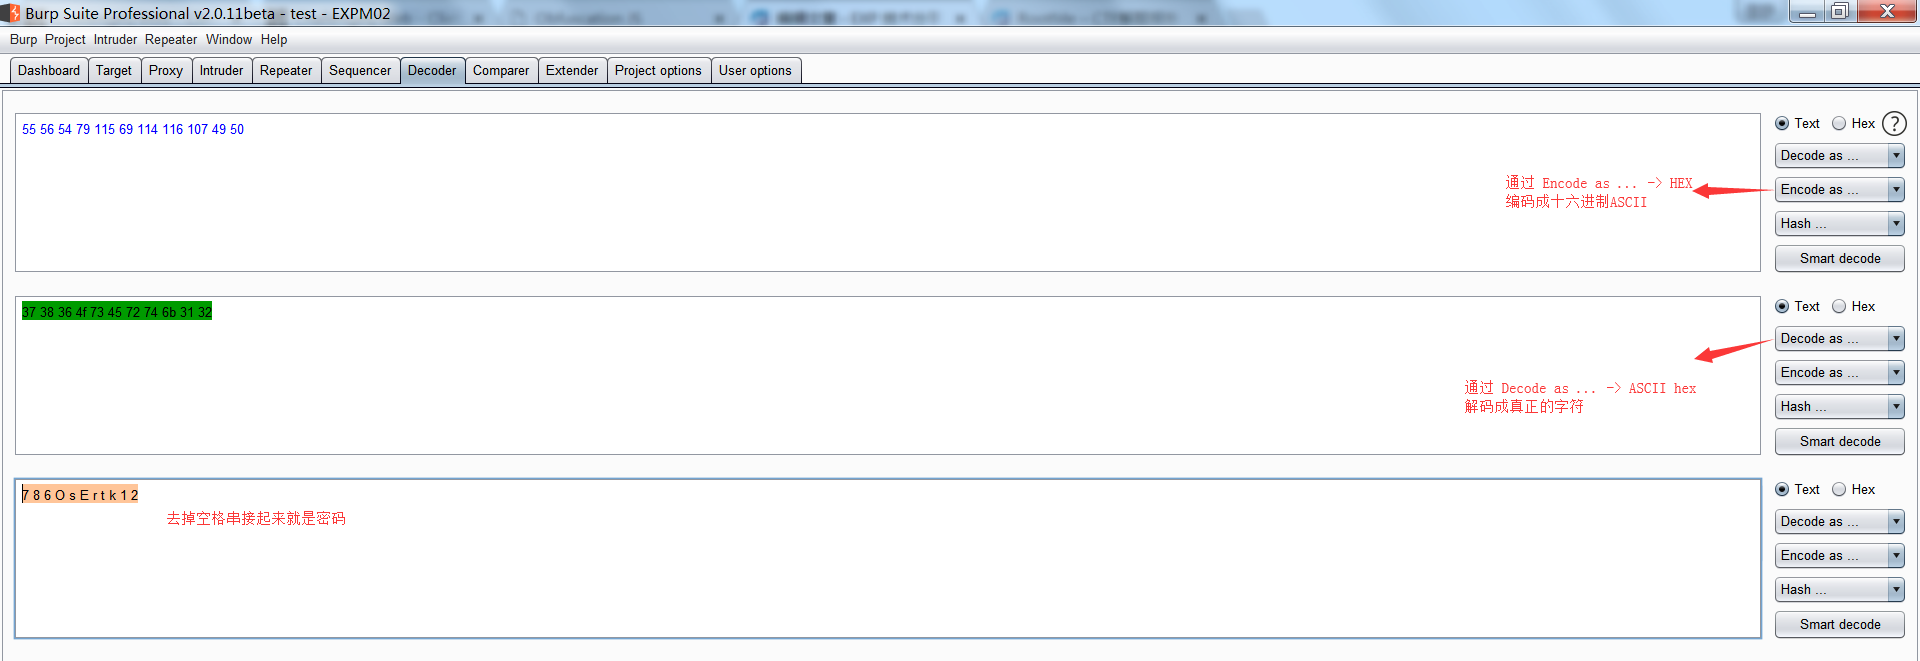 Burp Suite Professional v2.0.11beta - test - EXPM02
Burp Project Intruder Repeater Window Help
Dashboard Target Proxy Intruder Repeater Sequencer Decoder Comparer Extender Project options User options
55 56 54 79 115 69 114 116 107 49 50
Text Hex ?
Decode as ...
通过 Encode as ... -> HEX
编码成十六进制ASCII
Encode as ...
Hash ...
Smart decode
37 38 36 4f 73 45 72 74 6b 31 32
Text Hex
Decode as ...
通过 Decode as ... -> ASCII hex
解码成真正的字符
Encode as ...
Hash ...
Smart decode
7 8 6 O s E r t k 1 2
去掉空格串接起来就是密码
Text Hex
Decode as ...
Encode as ...
Hash ...
Smart decode